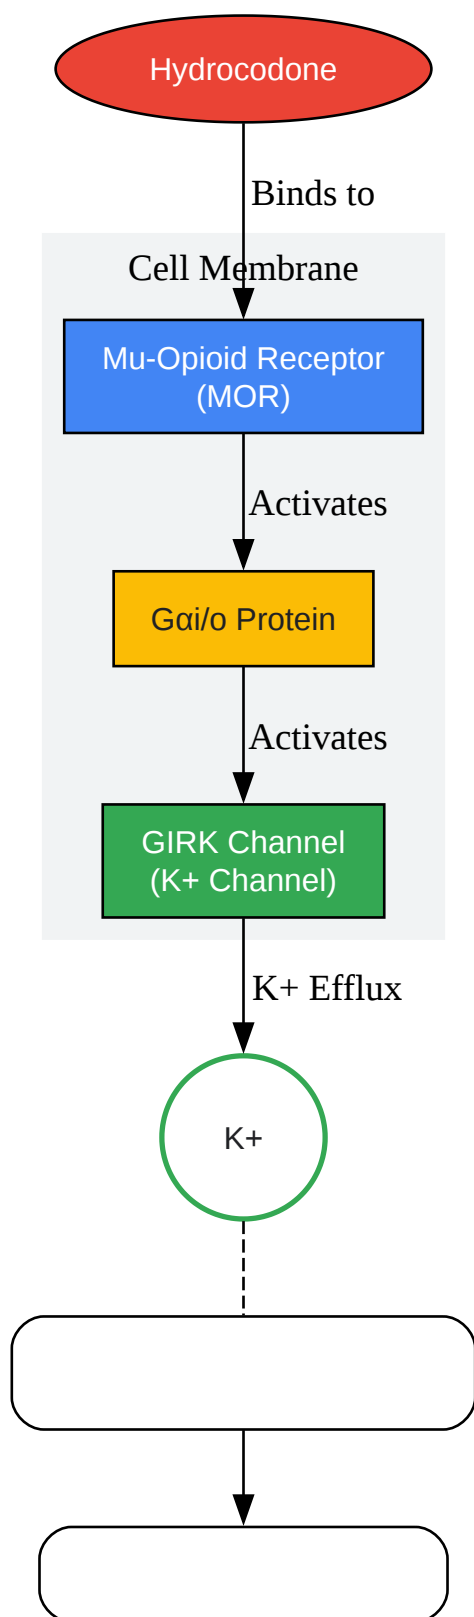 Hydrocodone
Binds to
Cell Membrane
Mu-Opioid Receptor
(MOR)
Activates
Gαi/o Protein
Activates
GIRK Channel
(K+ Channel)
K+ Efflux
K+